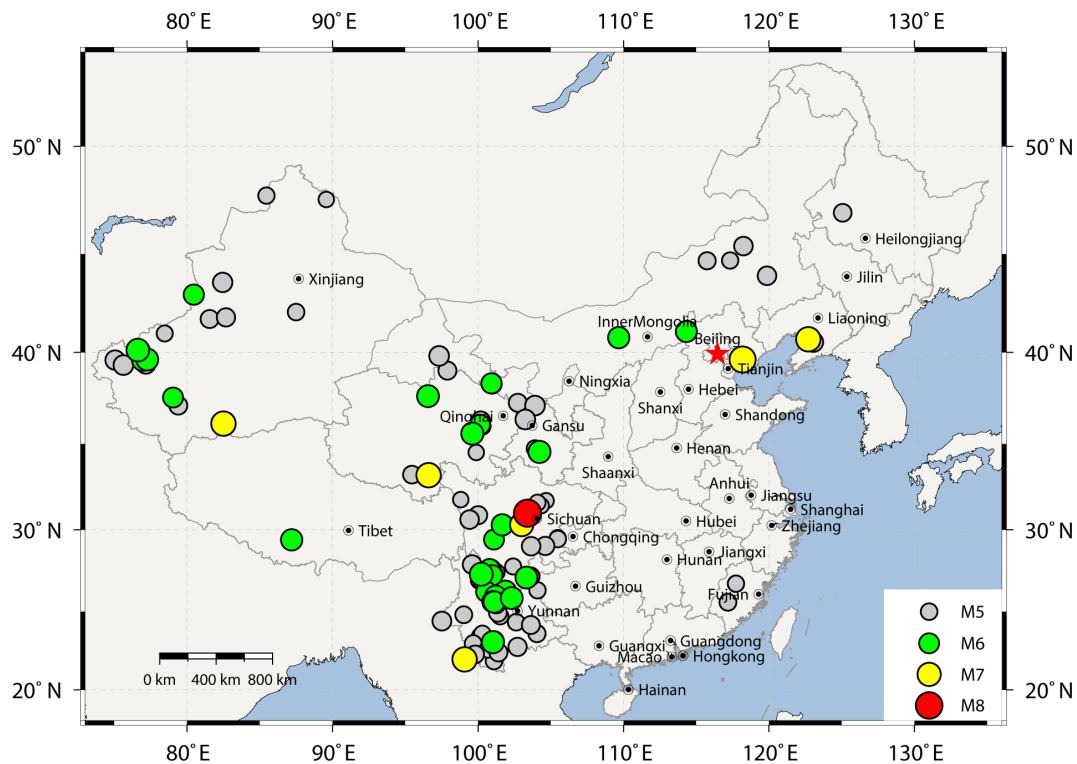 80° E 90° E 100° E 110° E 120° E 130° E
50° N 50° N
Heilongjiang
Xinjiang
Jilin
Liaoning
InnerMongolia
Beijing
40° N 40° N
Tianjin
Ningxia
Hebei
Shanxi
Qinghai
Shandong
Gansu
Henan
Shaanxi
Anhui
Jiangsu
Shanghai
Sichuan
Hubei
Zhejiang
30° N 30° N
Tibet
Chongqing
Jiangxi
Hunan
Guizhou
Fujian
Yunnan
M5
Guangxi
Guangdong
M6
Macao
Hongkong
0 km 400 km 800 km
M7
20° N 20° N
Hainan
M8
80° E 90° E 100° E 110° E 120° E 130° E